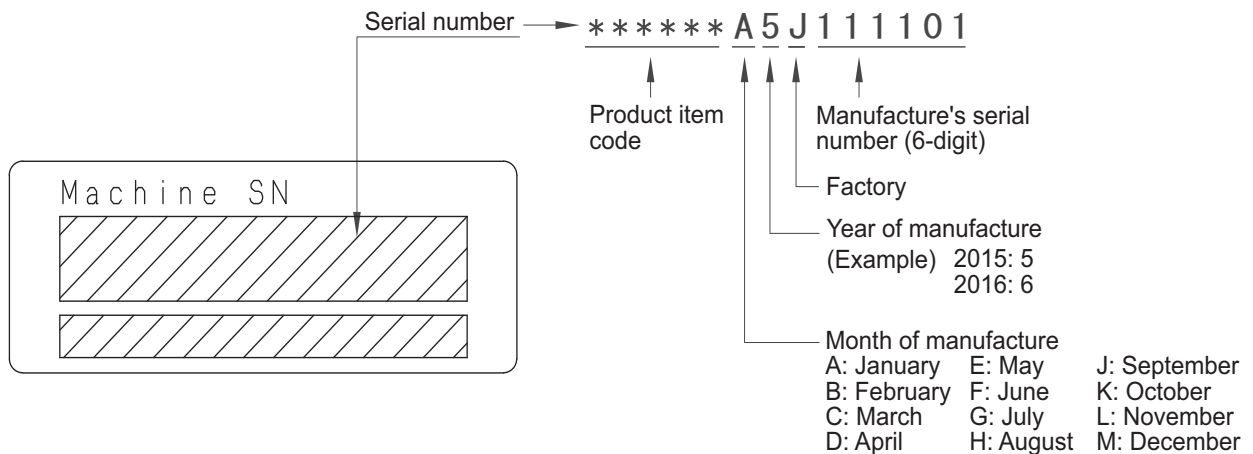 Serial number
******A5J111101
Product item
code
Manufacture's serial
number (6-digit)
Machine SN
Factory
Year of manufacture
(Example) 2015: 5
2016: 6
Month of manufacture
A: January E: May J: September
B: February F: June K: October
C: March G: July L: November
D: April H: August M: December